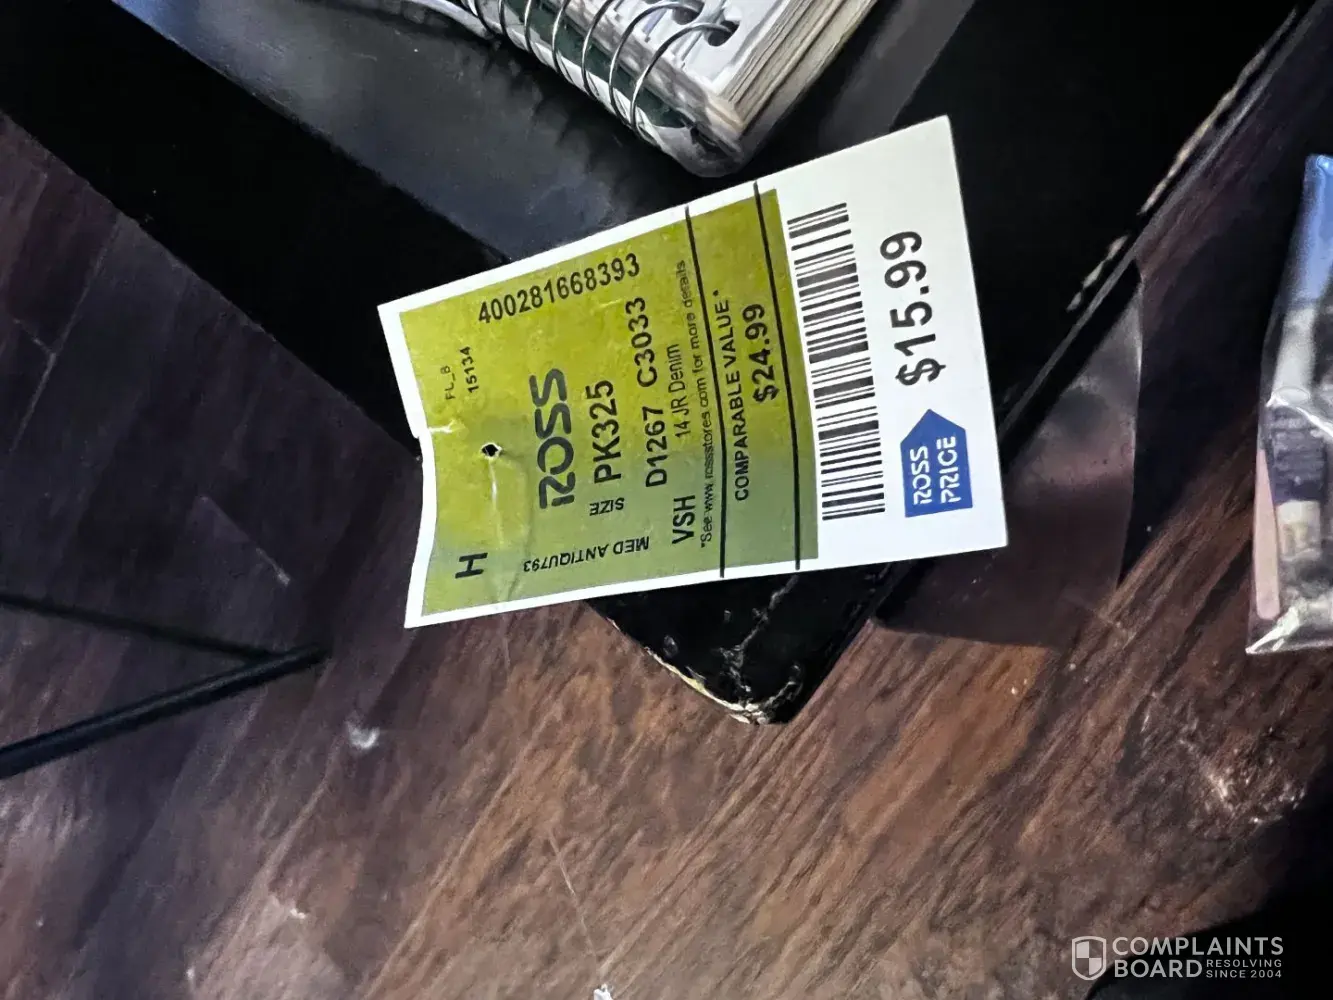 400281668393
FL_B
15134
H
ROSS
SIZE PK325
MED ANTIQU793
D1267 C3033
VSH 14 JR Denim
*See www.rossstores.com for more details
COMPARABLE VALUE *
$24.99
$15.99
ROSS
PRICE
COMPLAINTS
BOARD RESOLVING
SINCE 2004